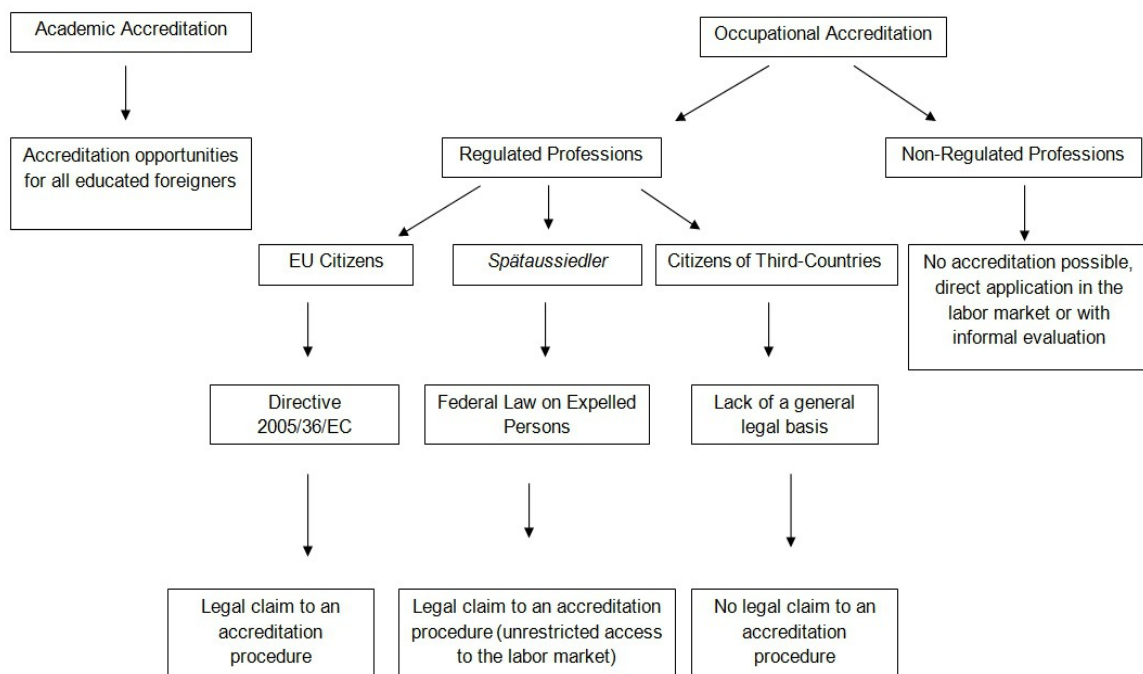 Academic Accreditation
Occupational Accreditation
Accreditation opportunities
for all educated foreigners
Regulated Professions
Non-Regulated Professions
EU Citizens
Spätaussiedler
Citizens of Third-Countries
No accreditation possible,
direct application in the
labor market or with
informal evaluation
Directive
2005/36/EC
Federal Law on Expelled
Persons
Lack of a general
legal basis
Legal claim to an
accreditation
procedure
Legal claim to an accreditation
procedure (unrestricted access
to the labor market)
No legal claim to an
accreditation
procedure